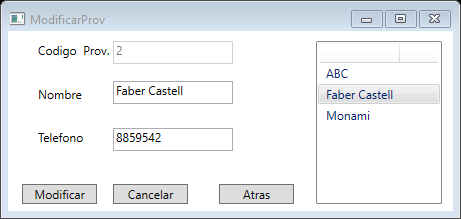 ModificarProv
Codigo Prov. 2
Nombre Faber Castell
Telefono 8859542
Modificar Cancelar Atras
ABC
Faber Castell
Monami